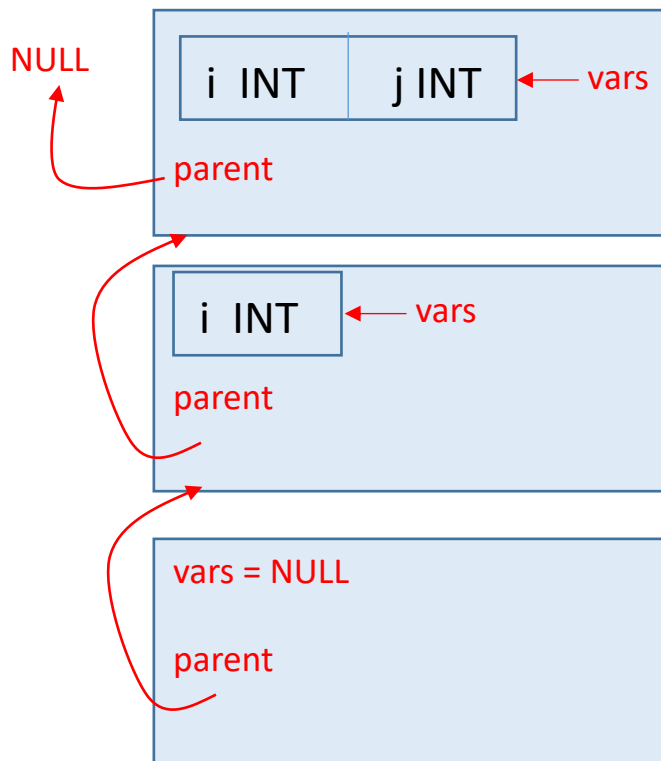 NULL
i INT j INT vars
parent
i INT vars
parent
vars = NULL
parent